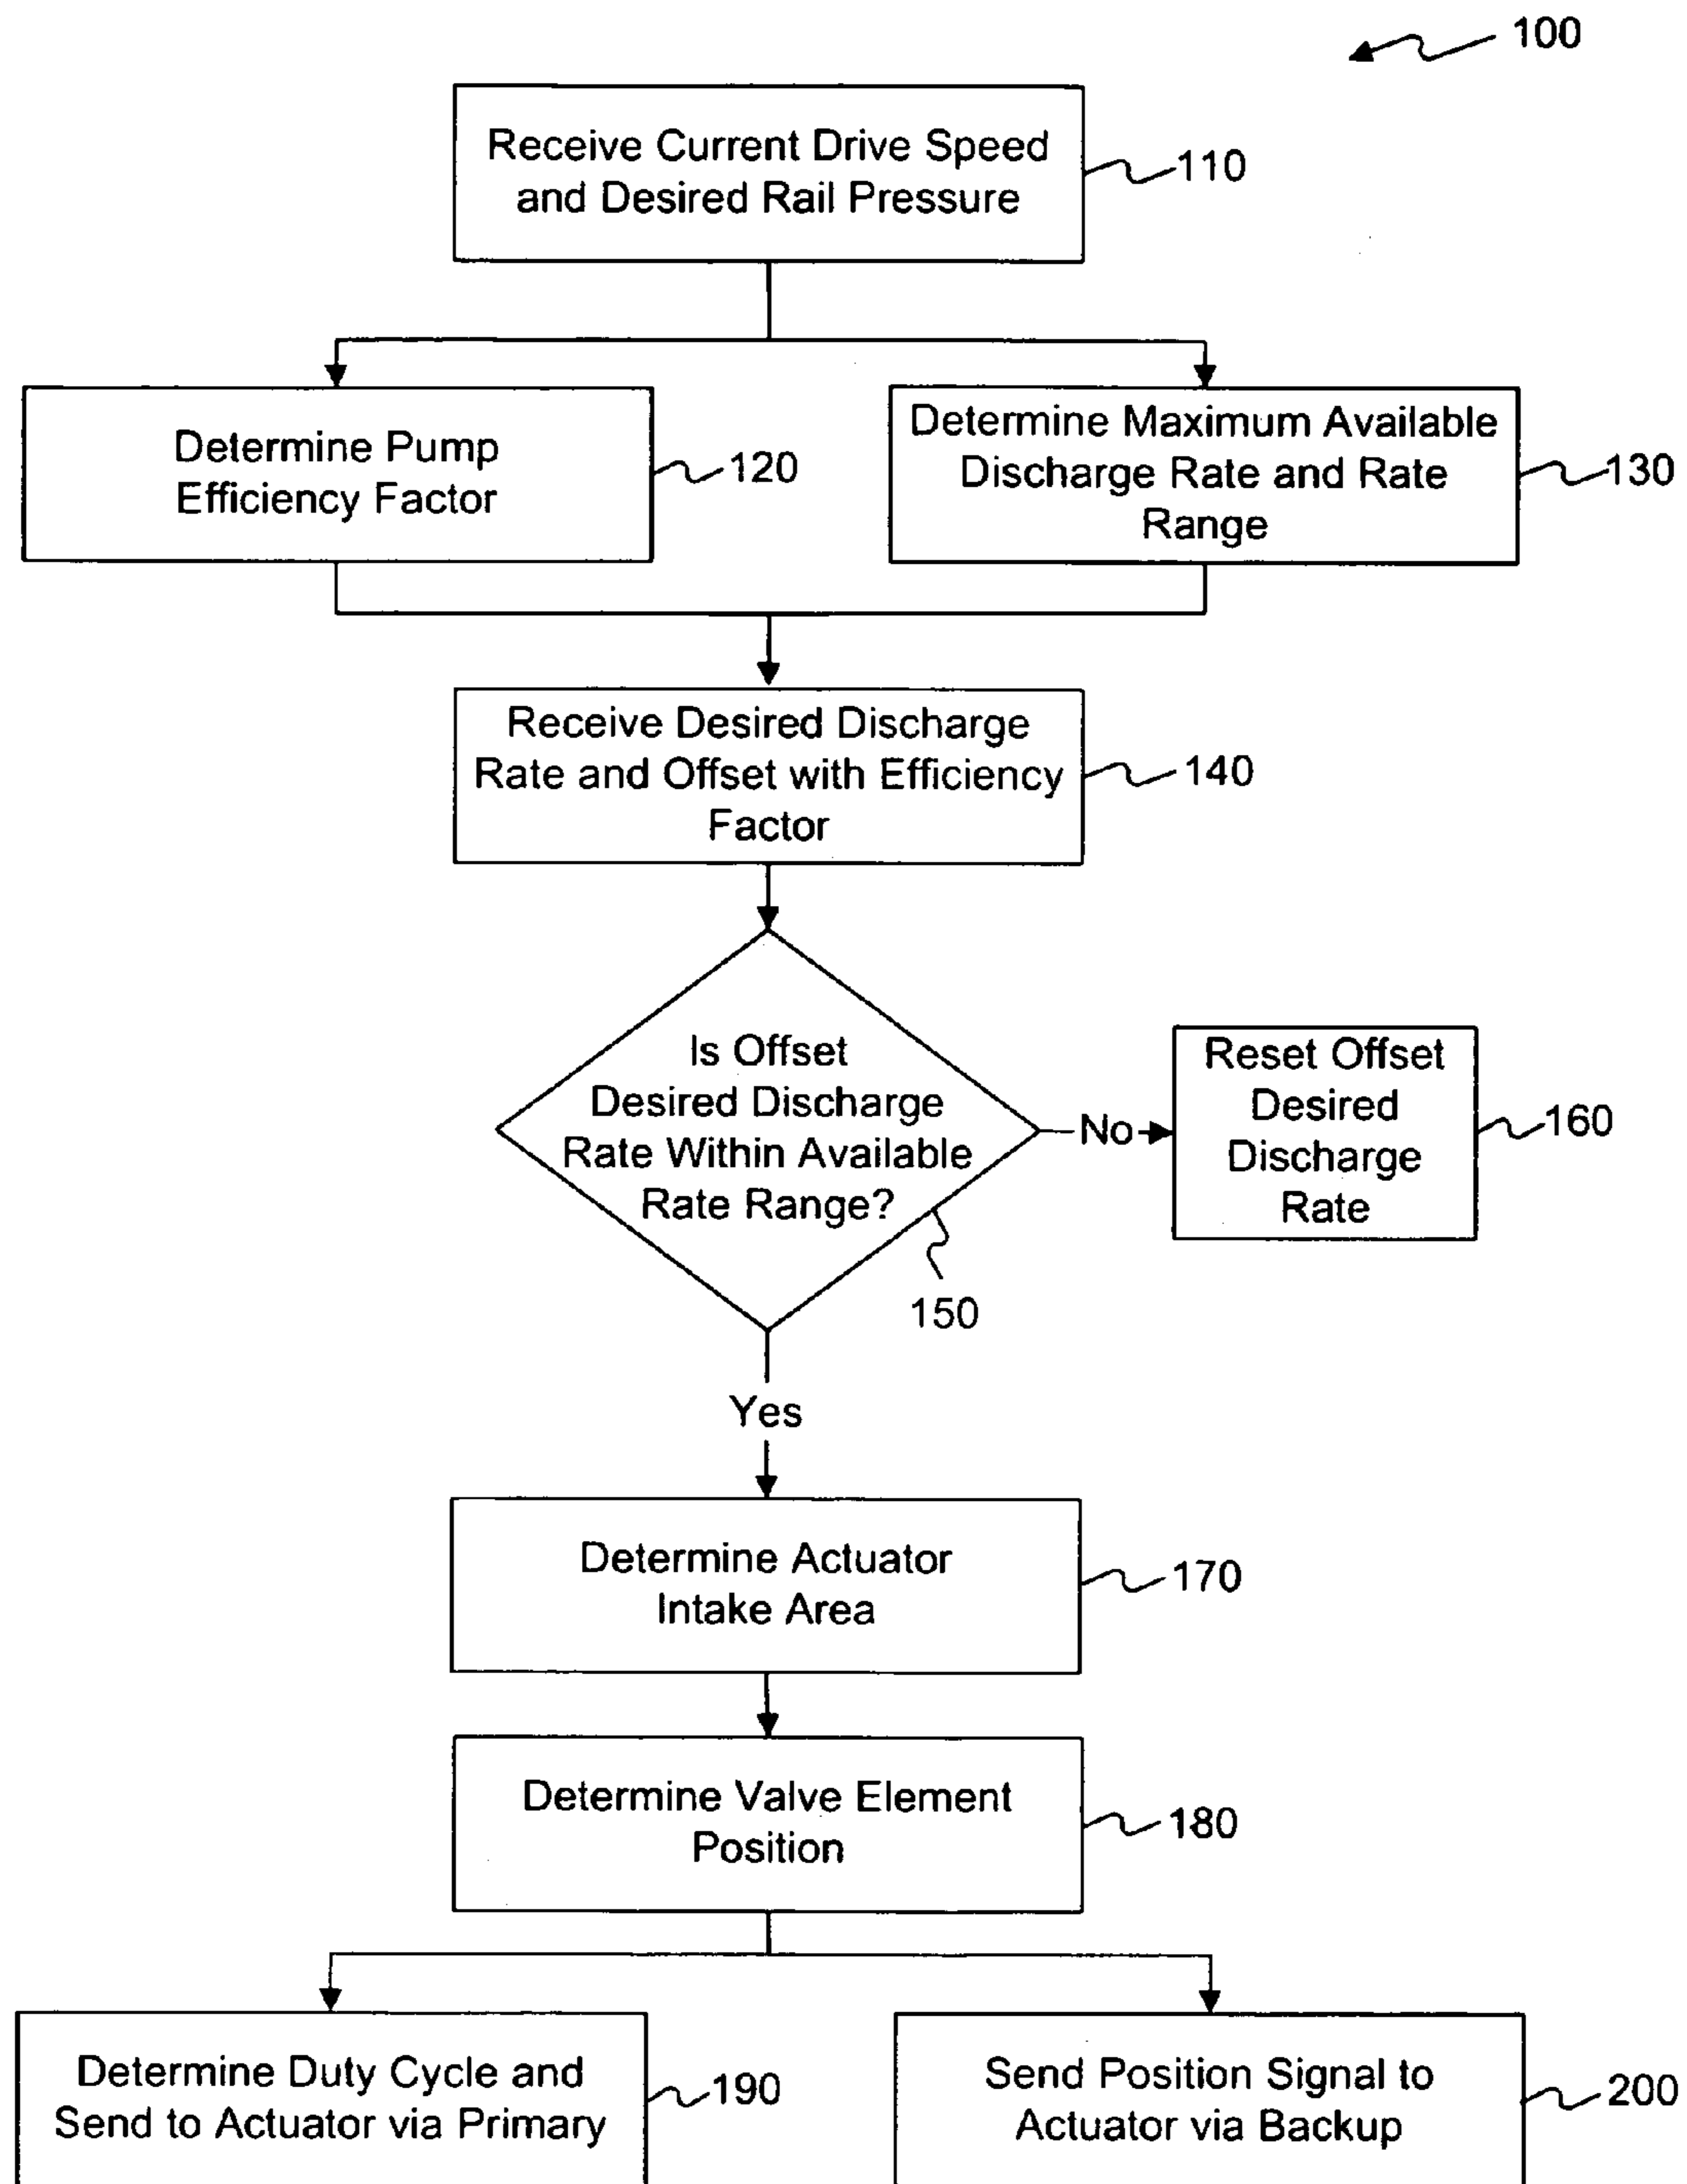 100
Receive Current Drive Speed
and Desired Rail Pressure
110
Determine Pump
Efficiency Factor
120
Determine Maximum Available
Discharge Rate and Rate
Range
130
Receive Desired Discharge
Rate and Offset with Efficiency
Factor
140
Is Offset
Desired Discharge
Rate Within Available
Rate Range?
150
No
Reset Offset
Desired
Discharge
Rate
160
Yes
Determine Actuator
Intake Area
170
Determine Valve Element
Position
180
Determine Duty Cycle and
Send to Actuator via Primary
190
Send Position Signal to
Actuator via Backup
200